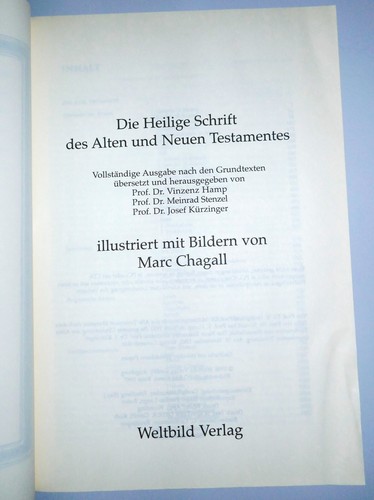 Die Heilige Schrift
des Alten und Neuen Testamentes
Vollständige Ausgabe nach den Grundtexten
übersetzt und herausgegeben von
Prof. Dr. Vinzenz Hamp
Prof. Dr. Meinrad Stenzel
Prof. Dr. Josef Kürzinger
illustriert mit Bildern von
Marc Chagall
Weltbild Verlag